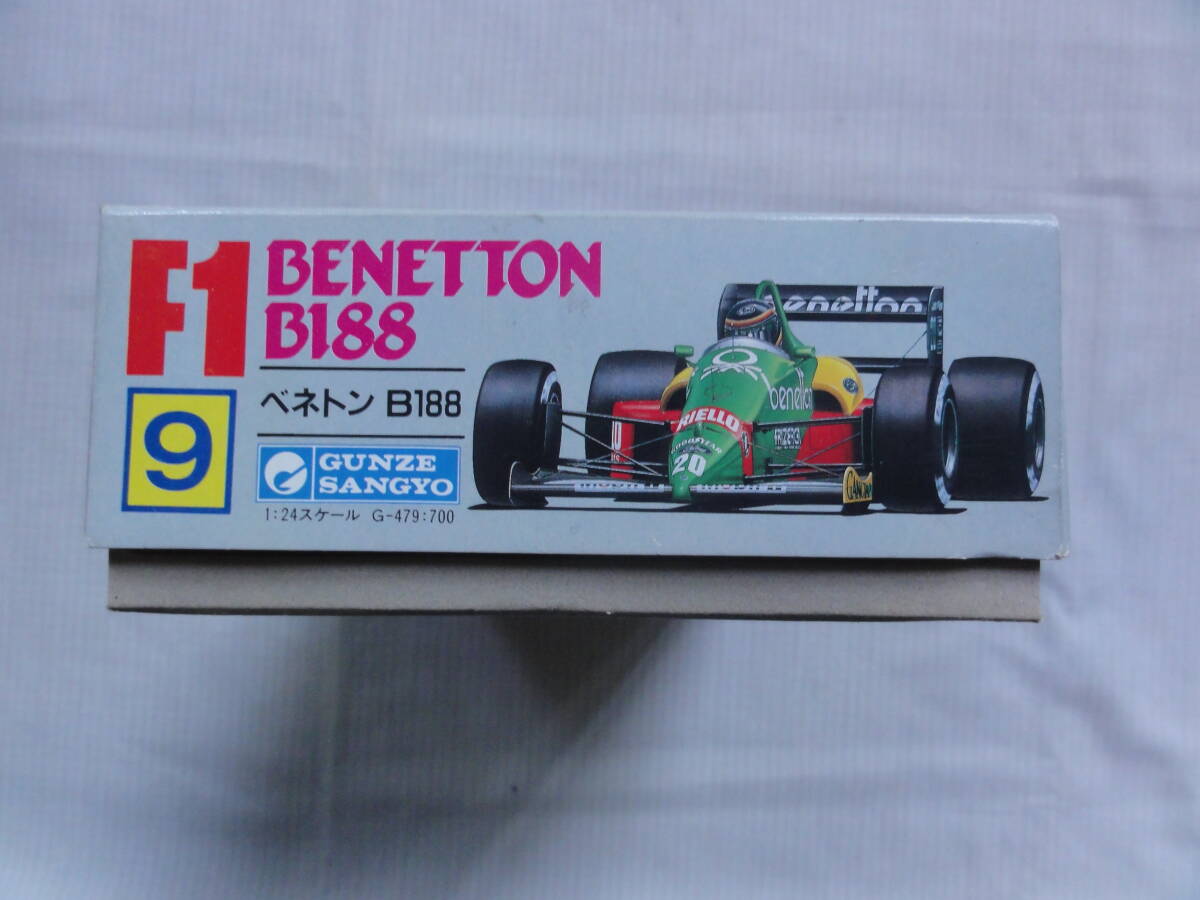 F1
BENETTON
B188
ベネトン B188
9
GUNZE
SANGYO
1:24スケール G-479:700
benetton
benetton
RIELLO
GOODYEAR
20